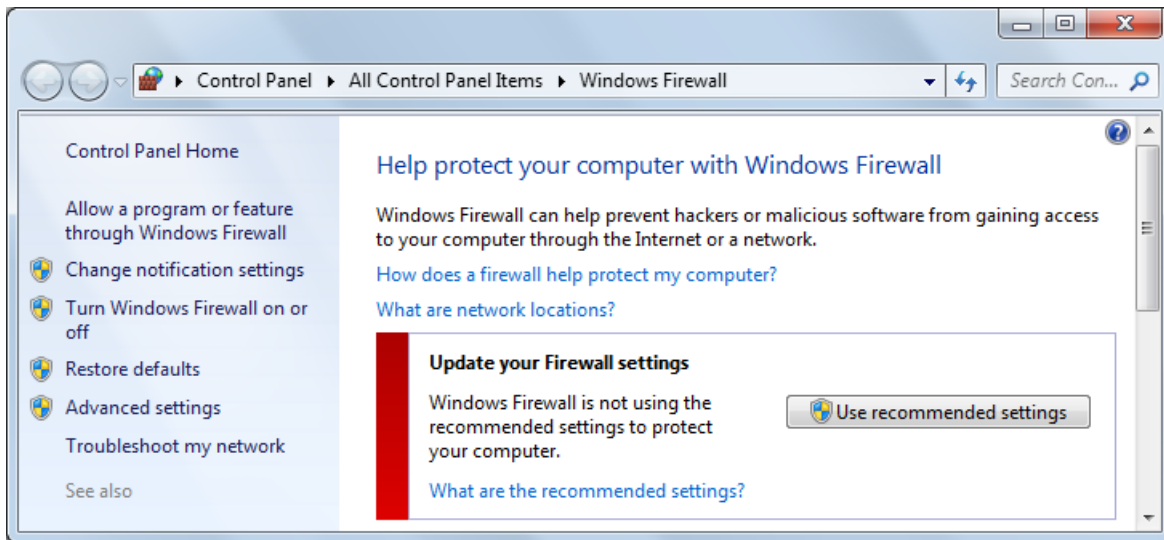 Control Panel ▸ All Control Panel Items ▸ Windows Firewall
Search Con...
Control Panel Home
Allow a program or feature
through Windows Firewall
Change notification settings
Turn Windows Firewall on or
off
Restore defaults
Advanced settings
Troubleshoot my network
See also
Help protect your computer with Windows Firewall
Windows Firewall can help prevent hackers or malicious software from gaining access
to your computer through the Internet or a network.
How does a firewall help protect my computer?
What are network locations?
Update your Firewall settings
Windows Firewall is not using the
recommended settings to protect
your computer.
Use recommended settings
What are the recommended settings?